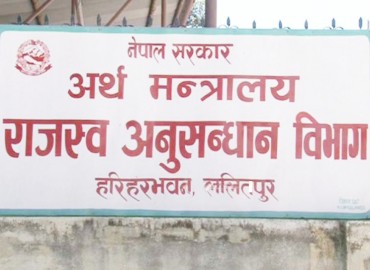 नेपाल सरकार
अर्थ मन्त्रालय
राजस्व अनुसन्धान विभाग
हरिहरभवन, ललितपुर